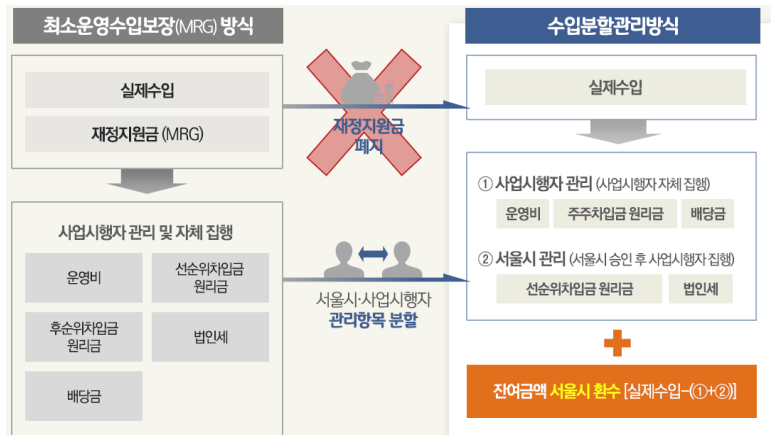 최소운영수입보장(MRG) 방식
실제수입
재정지원금 (MRG)
사업시행자 관리 및 자체 집행
운영비
선순위차입금
원리금
후순위차입금
원리금
법인세
배당금
재정지원금
폐지
서울시·사업시행자
관리항목 분할
수입분할관리방식
실제수입
① 사업시행자 관리 (사업시행자 자체 집행)
운영비
주주차입금 원리금
배당금
② 서울시 관리 (서울시 승인 후 사업시행자 집행)
선순위차입금 원리금
법인세
잔여금액 서울시 환수 [실제수입-(①+②)]